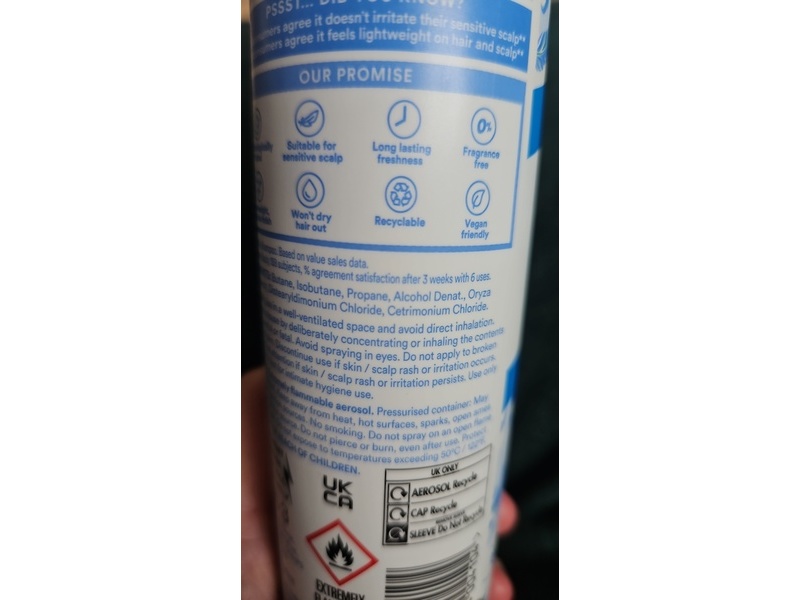 PSSST... DID YOU KNOW?
agree it doesn't irritate their sensitive scalp**
agree it feels lightweight on hair and scalp**
OUR PROMISE
Suitable for
sensitive scalp
Long lasting
freshness
0%
Fragrance
free
Won't dry
hair out
Recyclable
Vegan
friendly
Based on value sales data.
subjects, % agreement satisfaction after 3 weeks with 6 uses.
Butane, Isobutane, Propane, Alcohol Denat., Oryza
Chloride, Cetrimonium Chloride.
well-ventilated space and avoid direct inhalation.
by deliberately concentrating or inhaling the contents
fatal. Avoid spraying in eyes. Do not apply to broken
Discontinue use if skin / scalp rash or irritation occurs.
if skin / scalp rash or irritation persists. Use only
intimate hygiene use.
flammable aerosol. Pressurised container: May
away from heat, hot surfaces, sparks, open
sources. No smoking. Do not spray on an open flame
Do not pierce or burn, even after use. Protect
expose to temperatures exceeding 50°C / 122°F.
OF CHILDREN.
UK
CA
UK ONLY
AEROSOL Recycle
CAP Recycle
SLEEVE Do Not Recycle
EXTREMELY